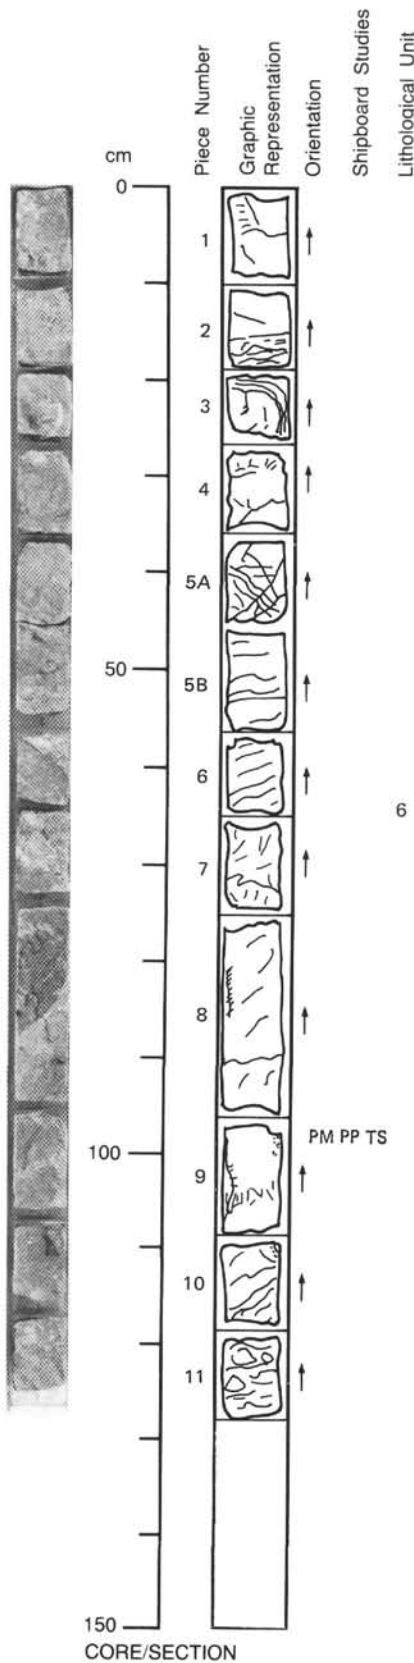 Piece Number
Graphic Representation
Orientation
Shipboard Studies
Lithological Unit
cm
0
1
2
3
4
5A
50
5B
6
6
7
8
PM PP TS
100
9
10
11
150
CORE/SECTION